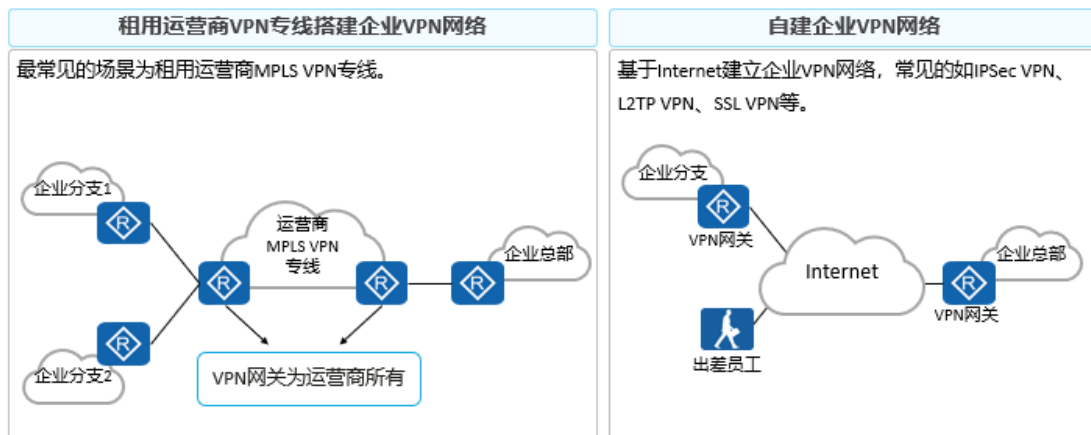 租用运营商VPN专线搭建企业VPN网络
最常见的场景为租用运营商MPLS VPN专线。
企业分支1
R
运营商
MPLS VPN
专线
R
R
R
企业总部
R
企业分支2
VPN网关为运营商所有
自建企业VPN网络
基于Internet建立企业VPN网络，常见的如IPSec VPN、
L2TP VPN、SSL VPN等。
企业分支
R
VPN网关
Internet
R
企业总部
VPN网关
出差员工